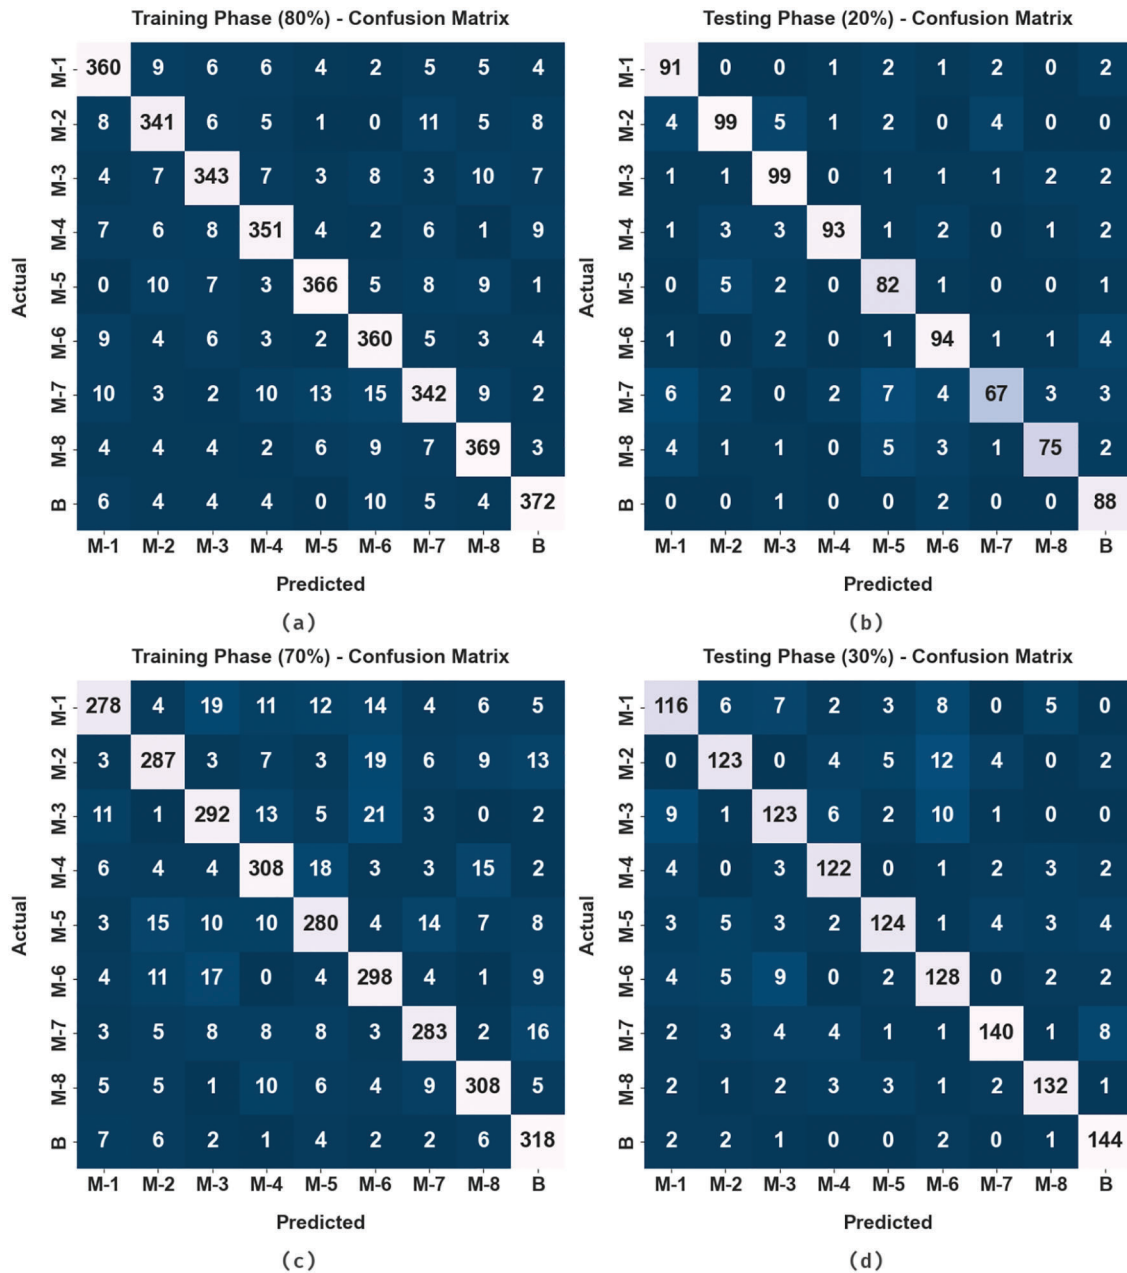 Training Phase (80%) - Confusion Matrix
M-1 360 9 6 6 4 2 5 5 4
M-2 8 341 6 5 1 0 11 5 8
M-3 4 7 343 7 3 8 3 10 7
M-4 7 6 8 351 4 2 6 1 9
M-5 0 10 7 3 366 5 8 9 1
M-6 9 4 6 3 2 360 5 3 4
M-7 10 3 2 10 13 15 342 9 2
M-8 4 4 4 2 6 9 7 369 3
B 6 4 4 4 0 10 5 4 372
M-1 M-2 M-3 M-4 M-5 M-6 M-7 M-8 B
Actual
Predicted
(a)
Testing Phase (20%) - Confusion Matrix
M-1 91 0 0 1 2 1 2 0 2
M-2 4 99 5 1 2 0 4 0 0
M-3 1 1 99 0 1 1 1 2 2
M-4 1 3 3 93 1 2 0 1 2
M-5 0 5 2 0 82 1 0 0 1
M-6 1 0 2 0 1 94 1 1 4
M-7 6 2 0 2 7 4 67 3 3
M-8 4 1 1 0 5 3 1 75 2
B 0 0 1 0 0 2 0 0 88
M-1 M-2 M-3 M-4 M-5 M-6 M-7 M-8 B
Actual
Predicted
(b)
Training Phase (70%) - Confusion Matrix
M-1 278 4 19 11 12 14 4 6 5
M-2 3 287 3 7 3 19 6 9 13
M-3 11 1 292 13 5 21 3 0 2
M-4 6 4 4 308 18 3 3 15 2
M-5 3 15 10 10 280 4 14 7 8
M-6 4 11 17 0 4 298 4 1 9
M-7 3 5 8 8 8 3 283 2 16
M-8 5 5 1 10 6 4 9 308 5
B 7 6 2 1 4 2 2 6 318
M-1 M-2 M-3 M-4 M-5 M-6 M-7 M-8 B
Actual
Predicted
(c)
Testing Phase (30%) - Confusion Matrix
M-1 116 6 7 2 3 8 0 5 0
M-2 0 123 0 4 5 12 4 0 2
M-3 9 1 123 6 2 10 1 0 0
M-4 4 0 3 122 0 1 2 3 2
M-5 3 5 3 2 124 1 4 3 4
M-6 4 5 9 0 2 128 0 2 2
M-7 2 3 4 4 1 1 140 1 8
M-8 2 1 2 3 3 1 2 132 1
B 2 2 1 0 0 2 0 1 144
M-1 M-2 M-3 M-4 M-5 M-6 M-7 M-8 B
Actual
Predicted
(d)